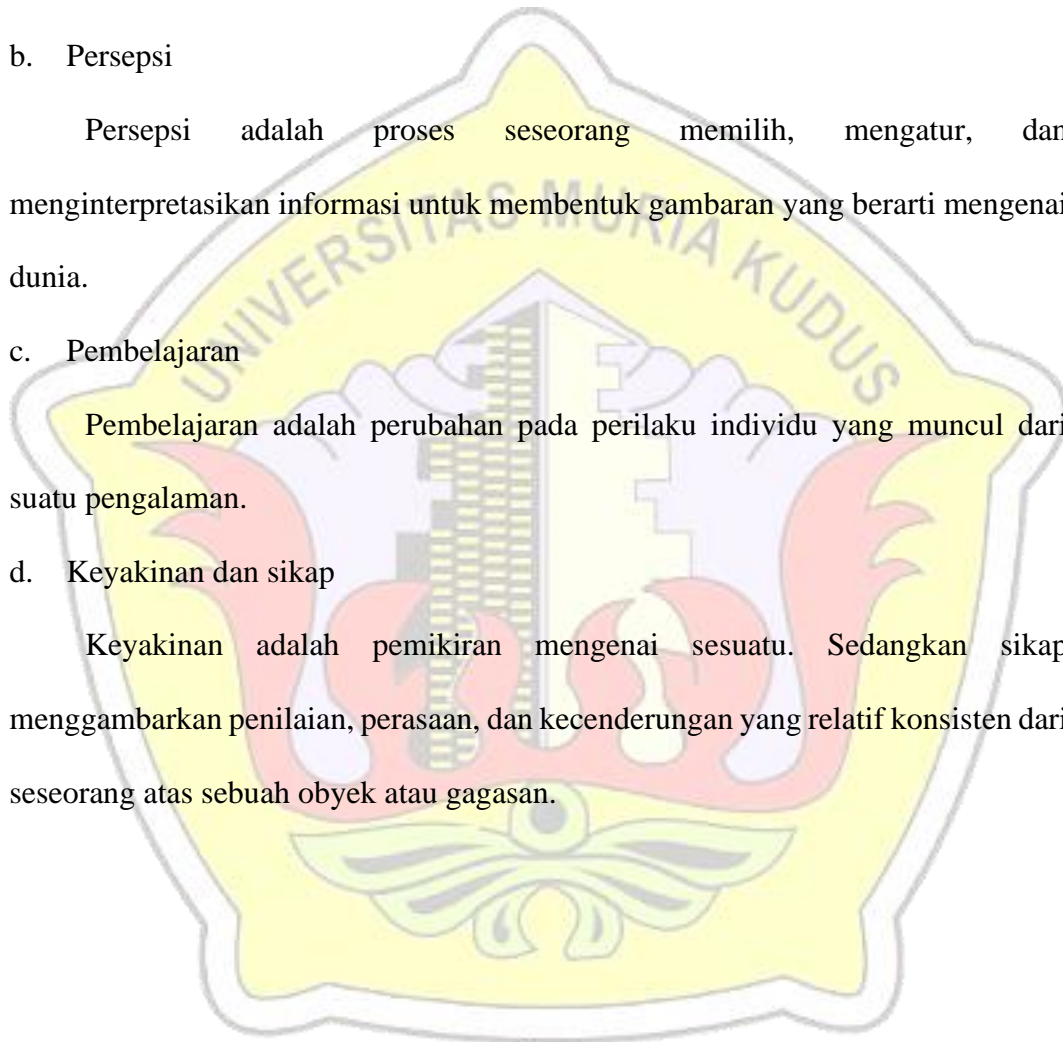 b. Persepsi
Persepsi adalah proses seseorang memilih, mengatur, dan
menginterpretasikan informasi untuk membentuk gambaran yang berarti mengenai
dunia.
UNIVERSITAS MURIA KUDUS
c. Pembelajaran
Pembelajaran adalah perubahan pada perilaku individu yang muncul dari
suatu pengalaman.
d. Keyakinan dan sikap
Keyakinan adalah pemikiran mengenai sesuatu. Sedangkan sikap
menggambarkan penilaian, perasaan, dan kecenderungan yang relatif konsisten dari
seseorang atas sebuah obyek atau gagasan.